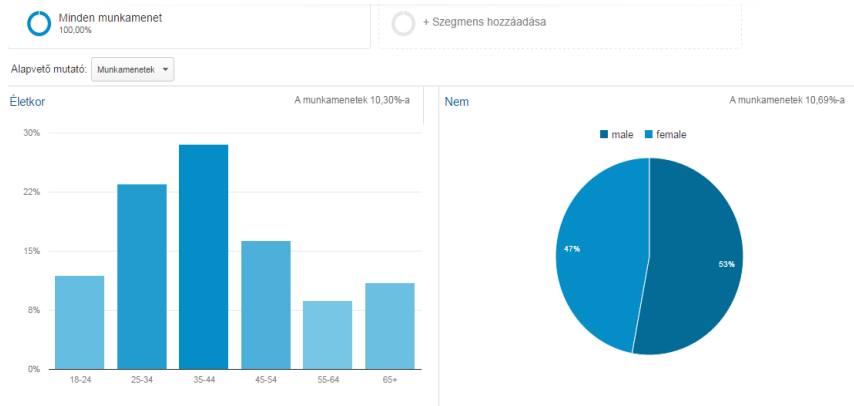 Minden munkamenet
100,00%
+ Szegmens hozzáadása
Alapvető mutató: Munkamenetek
Életkor
A munkamenetek 10,30%-a
30%
22%
15%
8%
0%
18-24 25-34 35-44 45-54 55-64 65+
Nem
A munkamenetek 10,69%-a
male female
47%
53%